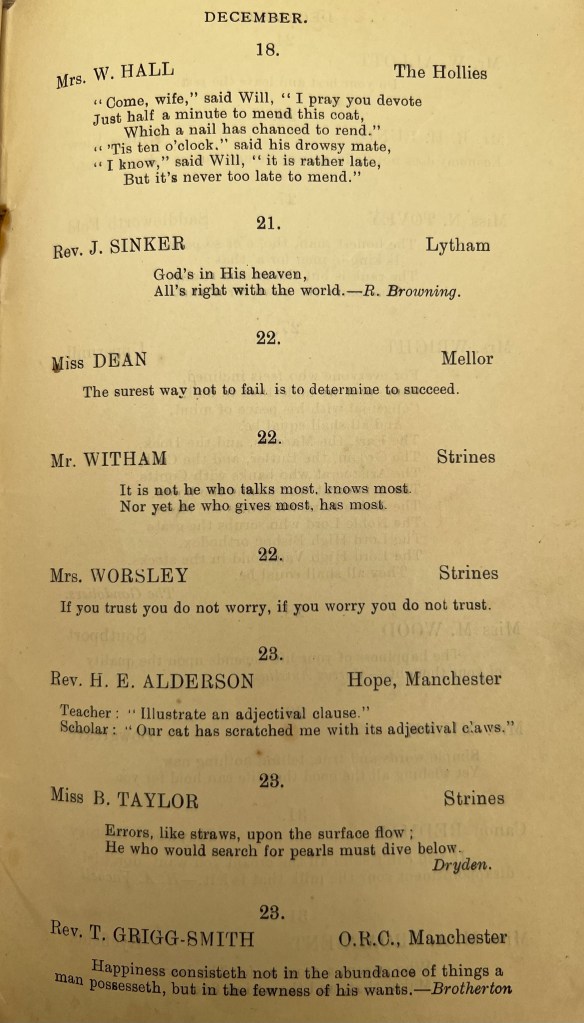 DECEMBER.
18.
Mrs. W. HALL The Hollies
“Come, wife,” said Will, “I pray you devote
Just half a minute to mend this coat,
Which a nail has chanced to rend.”
“'Tis ten o'clock,” said his drowsy mate,
“I know,” said Will, “it is rather late,
But it's never too late to mend.”
21.
Rev. J. SINKER Lytham
God's in His heaven,
All's right with the world.—R. Browning.
22.
Miss DEAN Mellor
The surest way not to fail is to determine to succeed.
22.
Mr. WITHAM Strines
It is not he who talks most, knows most.
Nor yet he who gives most, has most.
22.
Mrs. WORSLEY Strines
If you trust you do not worry, if you worry you do not trust.
23.
Rev. H. E. ALDERSON Hope, Manchester
Teacher: “Illustrate an adjectival clause.”
Scholar: “Our cat has scratched me with its adjectival claws.”
23.
Miss B. TAYLOR Strines
Errors, like straws, upon the surface flow;
He who would search for pearls must dive below.
Dryden.
23.
Rev. T. GRIGG-SMITH O.R.C., Manchester
Happiness consisteth not in the abundance of things a
man possesseth, but in the fewness of his wants.—Brotherton